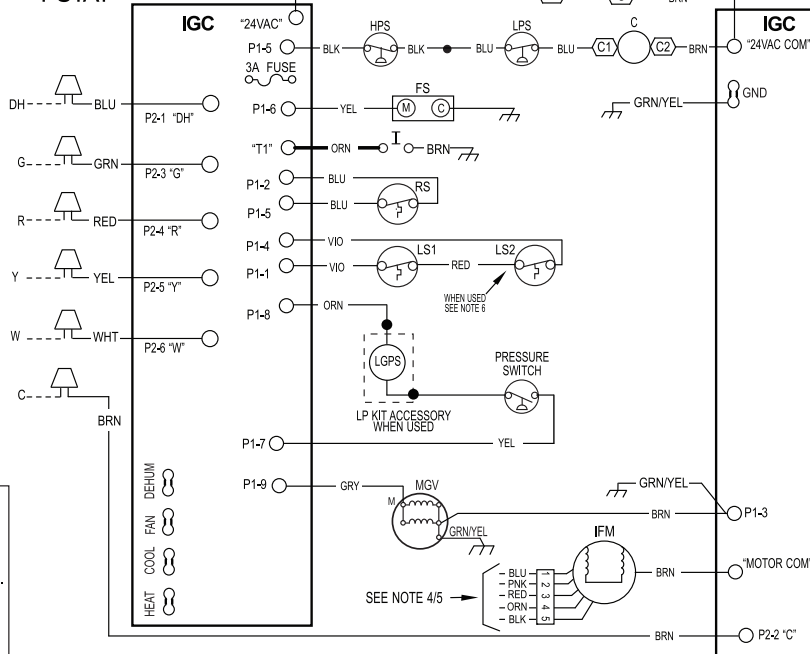 IGC
"24VAC"
P1-5
BLK
HPS
BLK
BLU
LPS
BLU
C1
C
C2
BRN
BRN
IGC
"24VAC COM"
3A FUSE
P1-6
YEL
FS
M
C
GRN/YEL
GND
DH
BLU
P2-1 "DH"
"T1"
ORN
I
BRN
G
GRN
P2-3 "G"
P1-2
BLU
RS
P1-5
BLU
R
RED
P2-4 "R"
P1-4
VIO
LS1
LS2
P1-1
VIO
RED
Y
YEL
P2-5 "Y"
WHEN USED
SEE NOTE 6
P1-8
ORN
W
WHT
P2-6 "W"
LGPS
PRESSURE
SWITCH
C
BRN
LP KIT ACCESSORY
WHEN USED
P1-7
YEL
DEHUM
FAN
COOL
HEAT
P1-9
GRY
MGV
M
GRN/YEL
GRN/YEL
BRN
P1-3
IFM
SEE NOTE 4/5
BLU 1
PNK 2
RED 3
ORN 4
BLK 5
BRN
"MOTOR COM"
BRN
P2-2 "C"